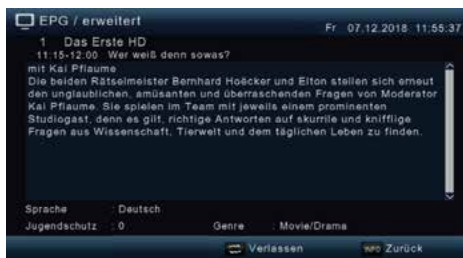 EPG / erweitert
Fr 07.12.2018 11:55:37
1 Das Erste HD
11:15-12:00 Wer weiß denn sowas?
mit Kai Pflaume
Die beiden Rätselmeister Bernhard Hoëcker und Elton stellen sich erneut
den unglaublichen, amüsanten und überraschenden Fragen von Moderator
Kai Pflaume. Sie spielen im Team mit jeweils einem prominenten
Studiogast, denn es gilt, richtige Antworten auf skurrile und knifflige
Fragen aus Wissenschaft, Tierwelt und dem täglichen Leben zu finden.
Sprache : Deutsch
Jugendschutz : 0 Genre : Movie/Drama
Verlassen INFO Zurück